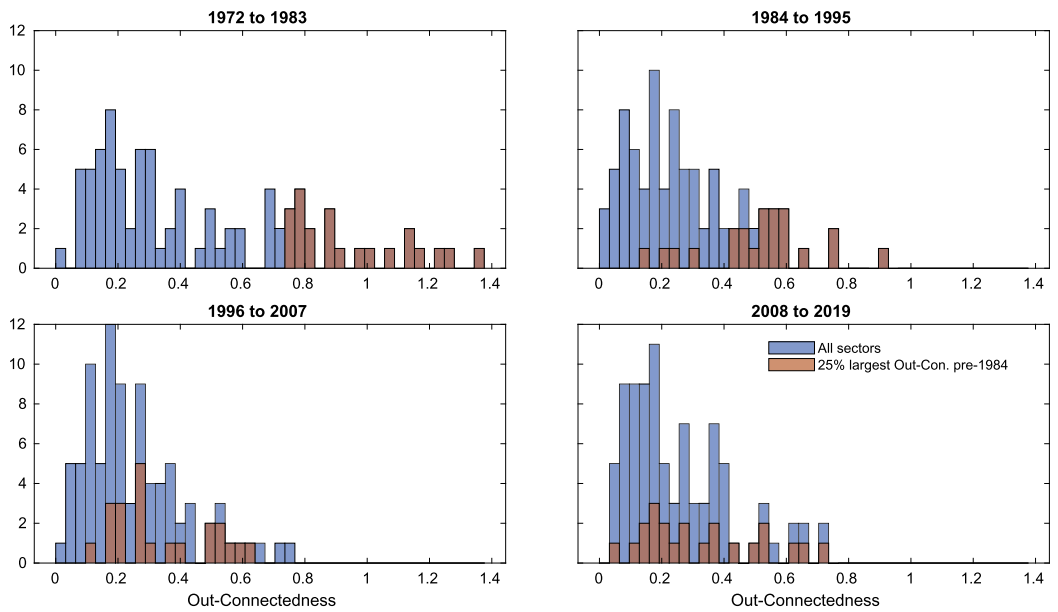 1972 to 1983
12
10
8
6
4
2
0
0 0.2 0.4 0.6 0.8 1 1.2 1.4
1984 to 1995
0 0.2 0.4 0.6 0.8 1 1.2 1.4
1996 to 2007
12
10
8
6
4
2
0
0 0.2 0.4 0.6 0.8 1 1.2 1.4
Out-Connectedness
2008 to 2019
All sectors
25% largest Out-Con. pre-1984
0 0.2 0.4 0.6 0.8 1 1.2 1.4
Out-Connectedness